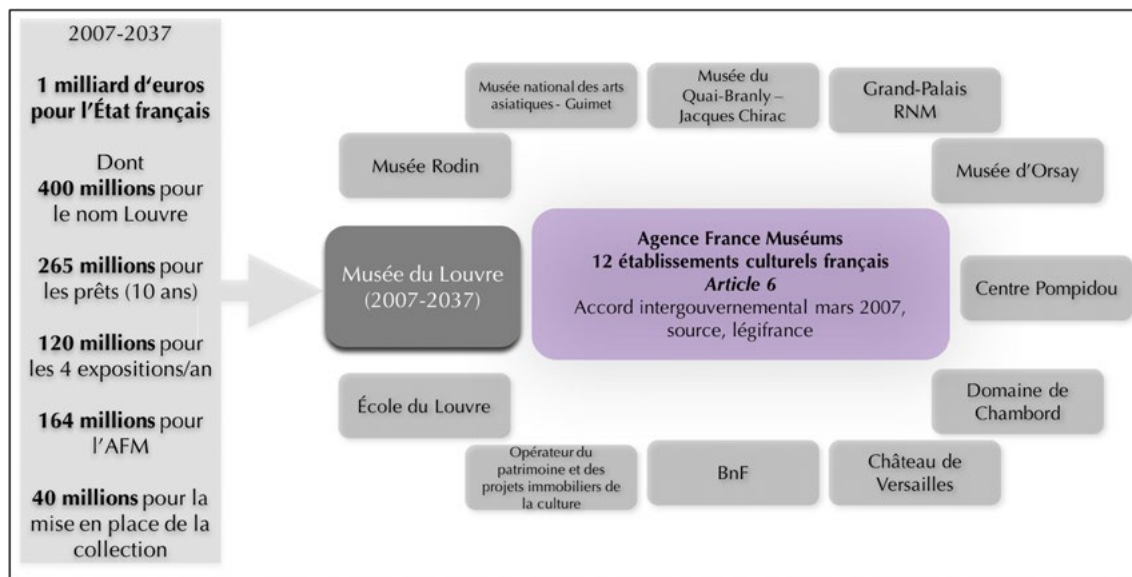 2007-2037
1 milliard d‘euros
pour l’État français
Dont
400 millions pour
le nom Louvre
265 millions pour
les prêts (10 ans)
120 millions pour
les 4 expositions/an
164 millions pour
l’AFM
40 millions pour la
mise en place de la
collection
Musée national des arts
asiatiques - Guimet
Musée du
Quai-Branly –
Jacques Chirac
Grand-Palais
RNM
Musée Rodin
Musée d’Orsay
Musée du Louvre
(2007-2037)
Agence France Muséums
12 établissements culturels français
Article 6
Accord intergouvernemental mars 2007,
source, légifrance
Centre Pompidou
École du Louvre
Domaine de
Chambord
Opérateur du
patrimoine et des
projets immobiliers de
la culture
BnF
Château de
Versailles